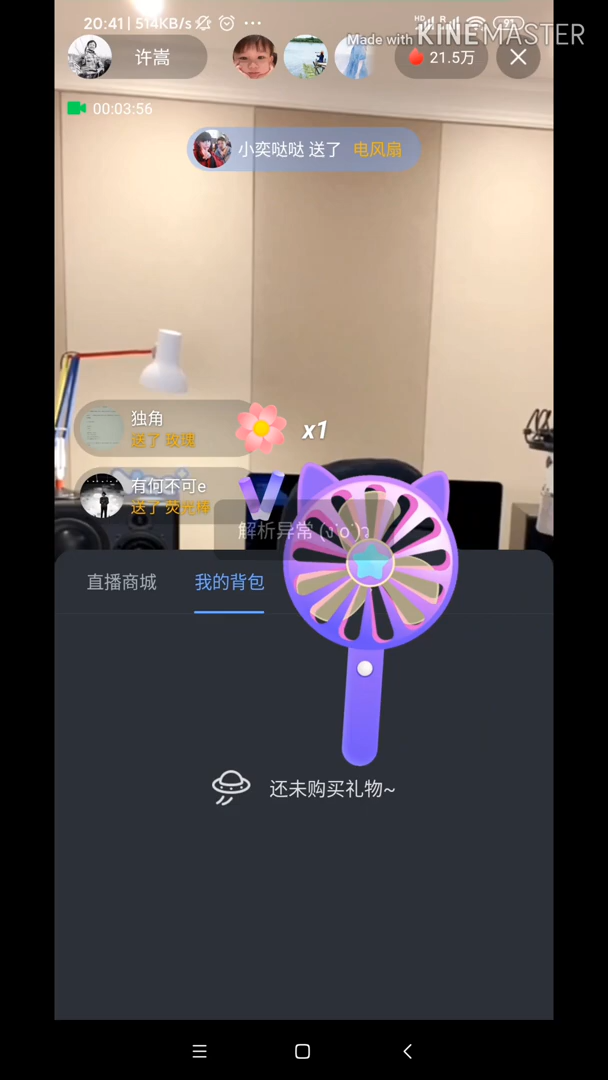 20:41 | 514KB/s
HD R
91
Made with KINEMASTER
许嵩
21.5万
00:03:56
小奕哒哒 送了 电风扇
独角
送了 玫瑰
x1
有何不可e
送了 荧光棒
解析异常
直播商城
我的背包
还未购买礼物~